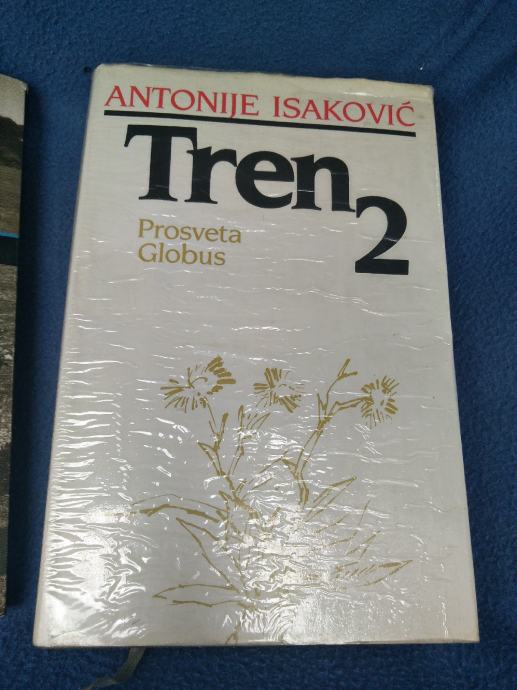 ANTONIJE ISAKOVIĆ
Tren 2
Prosveta
Globus